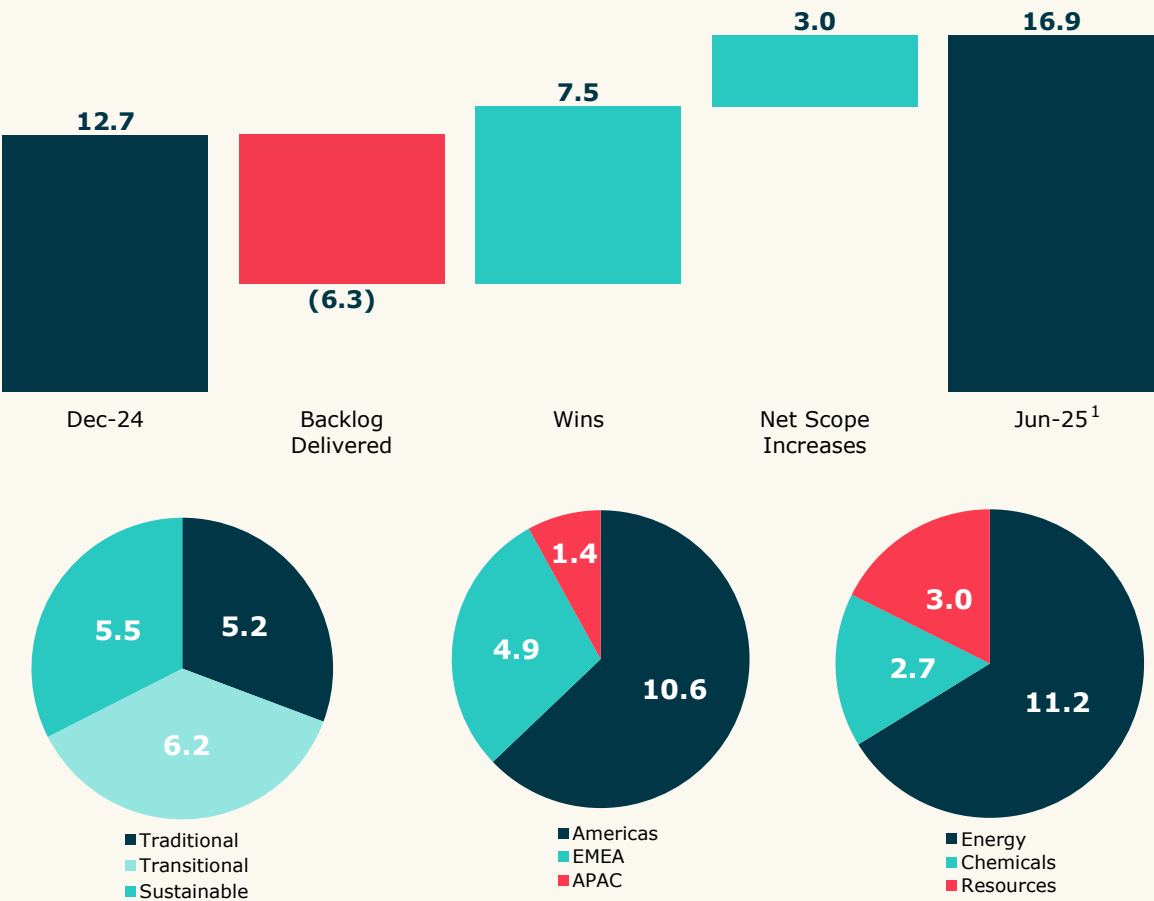 12.7
(6.3)
7.5
3.0
16.9
Dec-24
Backlog
Delivered
Wins
Net Scope
Increases
Jun-25¹
5.5
5.2
6.2
Traditional
Transitional
Sustainable
1.4
4.9
10.6
Americas
EMEA
APAC
3.0
2.7
11.2
Energy
Chemicals
Resources